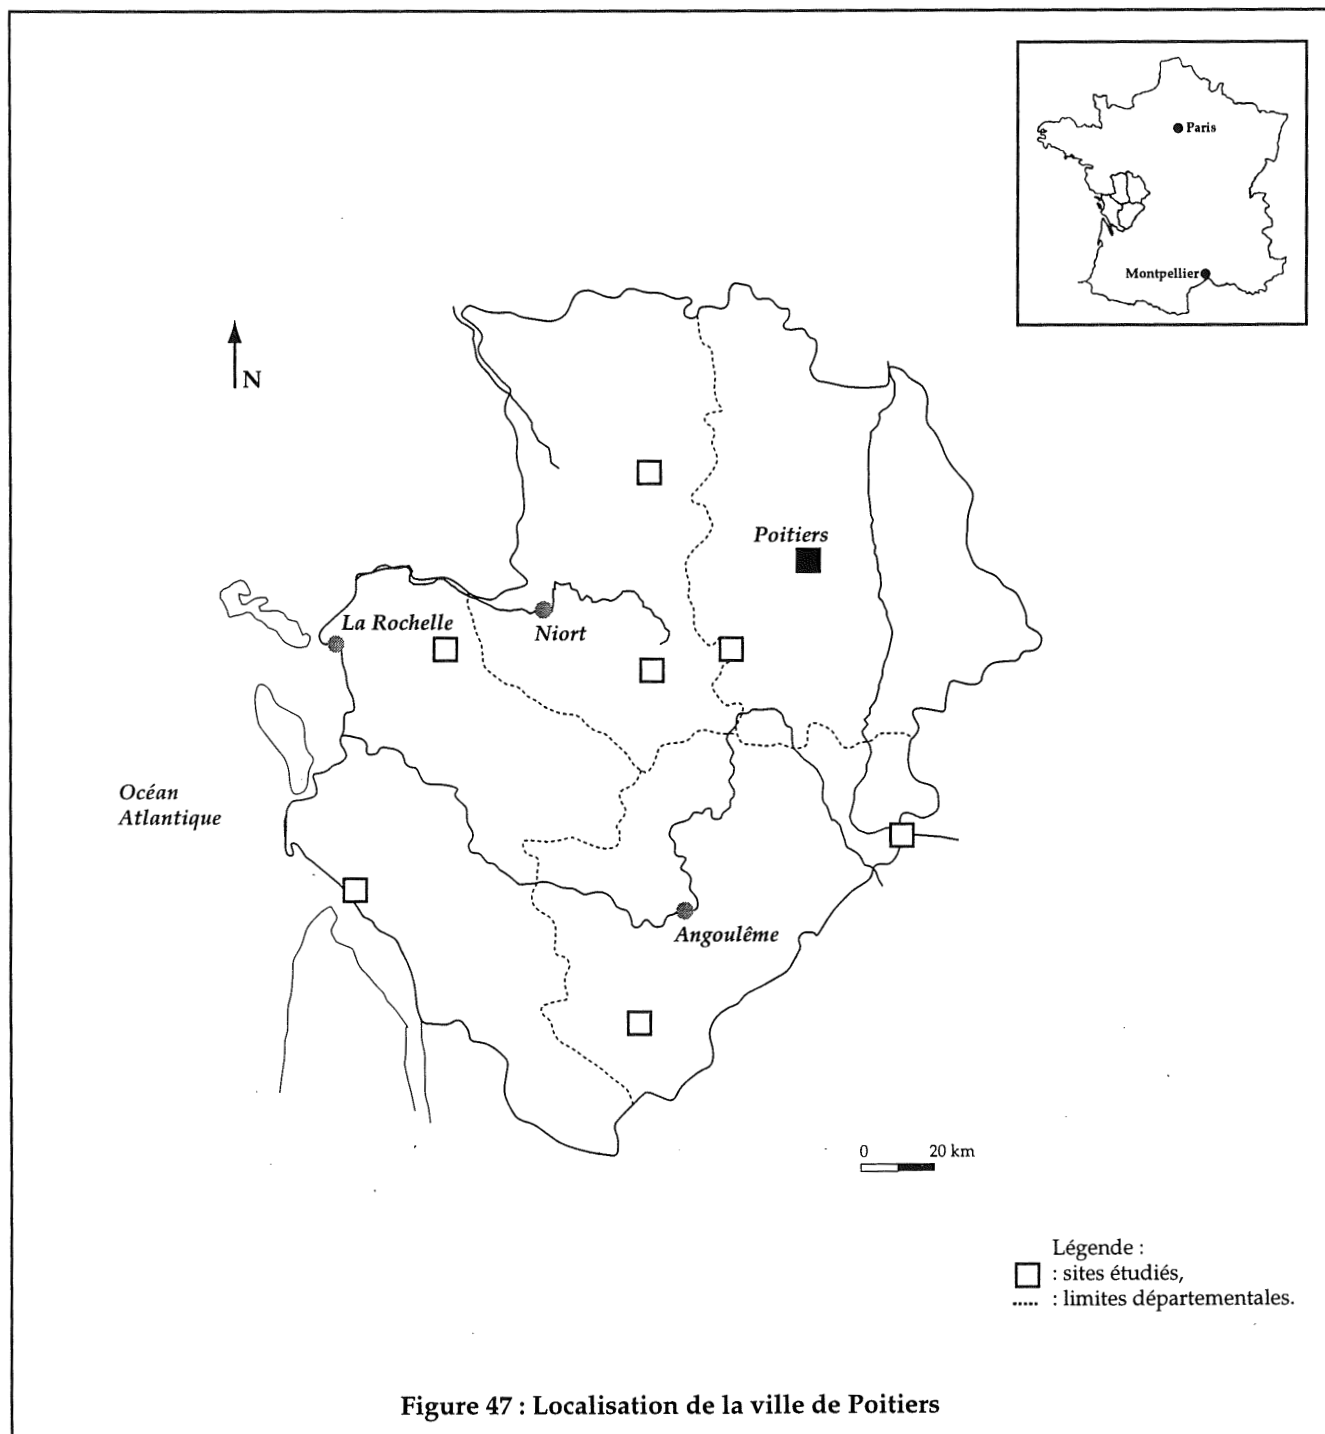 Paris
Montpellier
N
Poitiers
La Rochelle
Niort
Océan
Atlantique
Angoulême
0 20 km
Légende :
: sites étudiés,
: limites départementales.
Figure 47 : Localisation de la ville de Poitiers